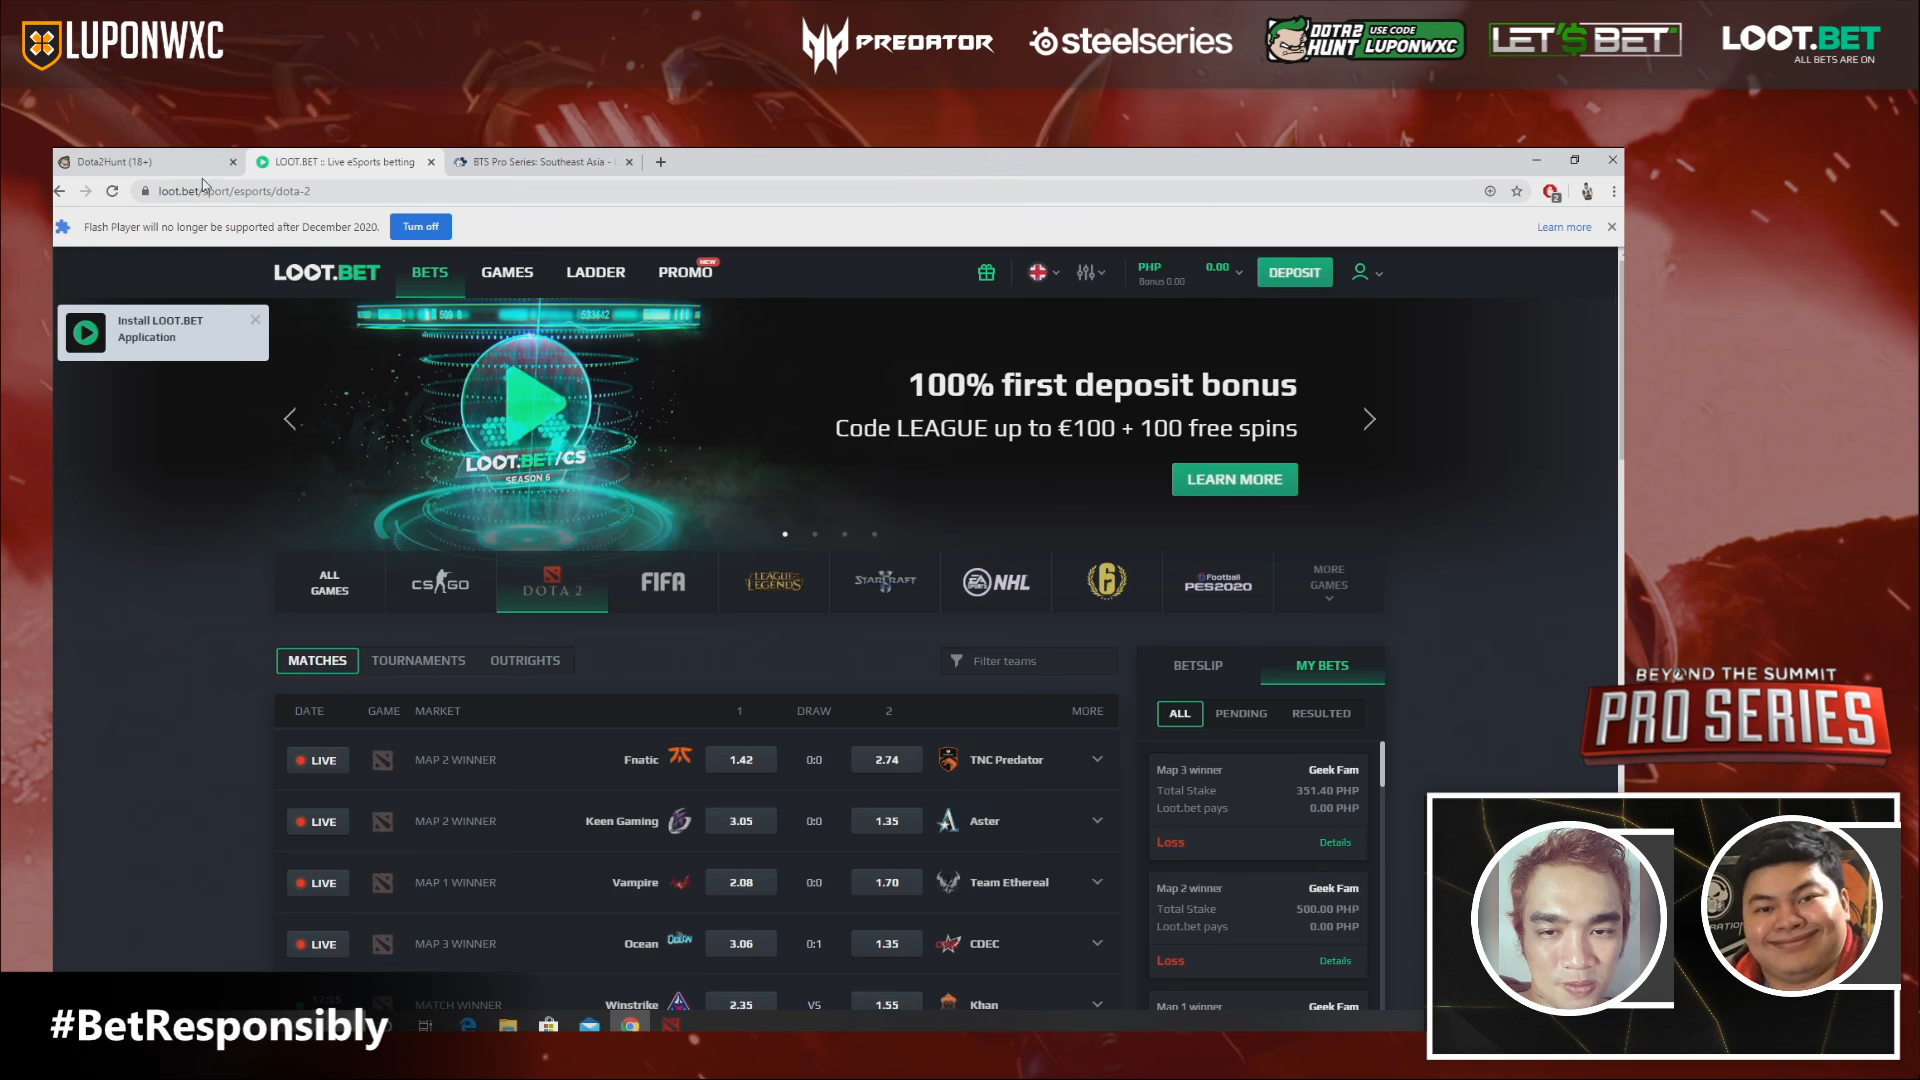 LUPONWXC
PREDATOR
steelseries
DOTA2 HUNT USE CODE LUPONWXC
LET'S BET
LOOT.BET
ALL BETS ARE ON
Dota2Hunt (18+)
LOOT.BET :: Live eSports betting
BTS Pro Series: Southeast Asia - L
loot.bet/sport/esports/dota-2
Flash Player will no longer be supported after December 2020.
Turn off
Learn more
LOOT.BET
BETS
GAMES
LADDER
PROMO
NEW
PHP
0.00
Bonus 0.00
DEPOSIT
Install LOOT.BET
Application
509 8
533442
LOOT.BET/CS
SEASON 6
100% first deposit bonus
Code LEAGUE up to €100 + 100 free spins
LEARN MORE
ALL GAMES
CS GO
DOTA 2
FIFA
LEAGUE LEGENDS
STARCRAFT
EA SPORTS NHL
6
Football PES2020
MORE GAMES
MATCHES
TOURNAMENTS
OUTRIGHTS
Filter teams
BETSLIP
MY BETS
ALL
PENDING
RESULTED
DATE GAME MARKET 1 DRAW 2 MORE
LIVE MAP 2 WINNER Fnatic 1.42 0:0 2.74 TNC Predator
LIVE MAP 2 WINNER Keen Gaming 3.05 0:0 1.35 Aster
LIVE MAP 1 WINNER Vampire 2.08 0:0 1.70 Team Ethereal
LIVE MAP 3 WINNER Ocean 3.06 0:1 1.35 CDEC
17:55 MATCH WINNER Winstrike 2.35 VS 1.55 Khan
Map 3 winner Geek Fam
Total Stake 351.40 PHP
Loot.bet pays 0.00 PHP
Loss Details
Map 2 winner Geek Fam
Total Stake 500.00 PHP
Loot.bet pays 0.00 PHP
Loss Details
Map 1 winner Geek Fam
BEYOND THE SUMMIT
PRO SERIES
#BetResponsibly